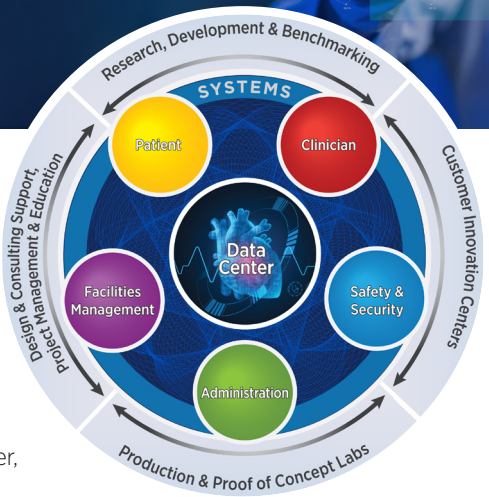 Research, Development & Benchmarking
SYSTEMS
Patient
Clinician
Data
Center
Facilities
Management
Safety &
Security
Administration
Customer Innovation Centers
Design & Consulting Support,
Project Management & Education
Production & Proof of Concept Labs
er,